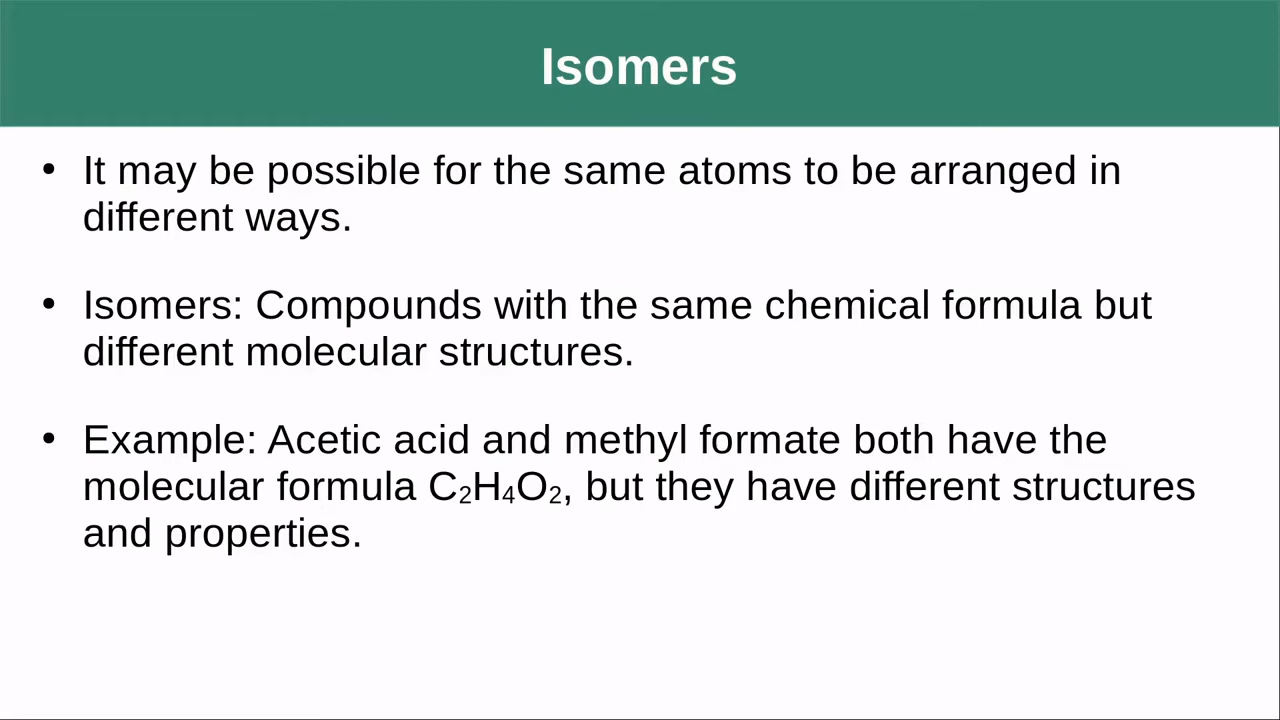 Isomers
• It may be possible for the same atoms to be arranged in
different ways.
• Isomers: Compounds with the same chemical formula but
different molecular structures.
• Example: Acetic acid and methyl formate both have the
molecular formula C₂H₄O₂, but they have different structures
and properties.